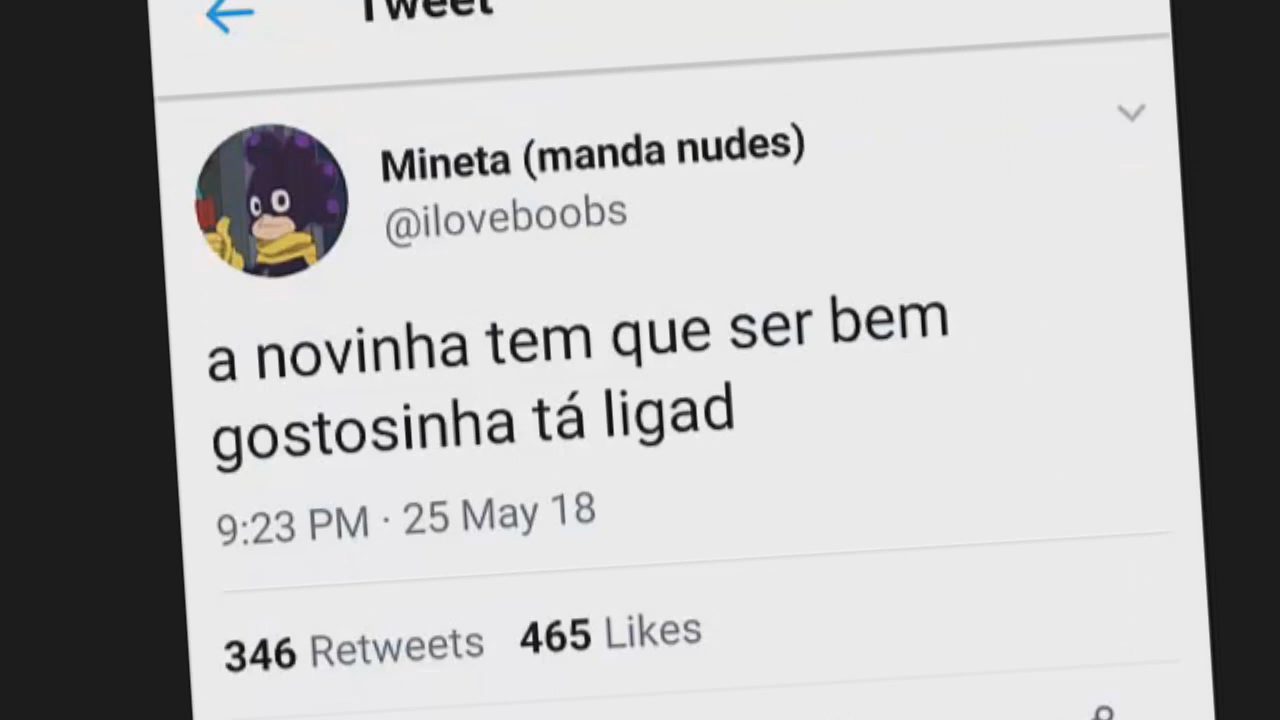 Tweet
Mineta (manda nudes)
@iloveboobs
a novinha tem que ser bem
gostosinha tá ligad
9:23 PM · 25 May 18
346 Retweets 465 Likes